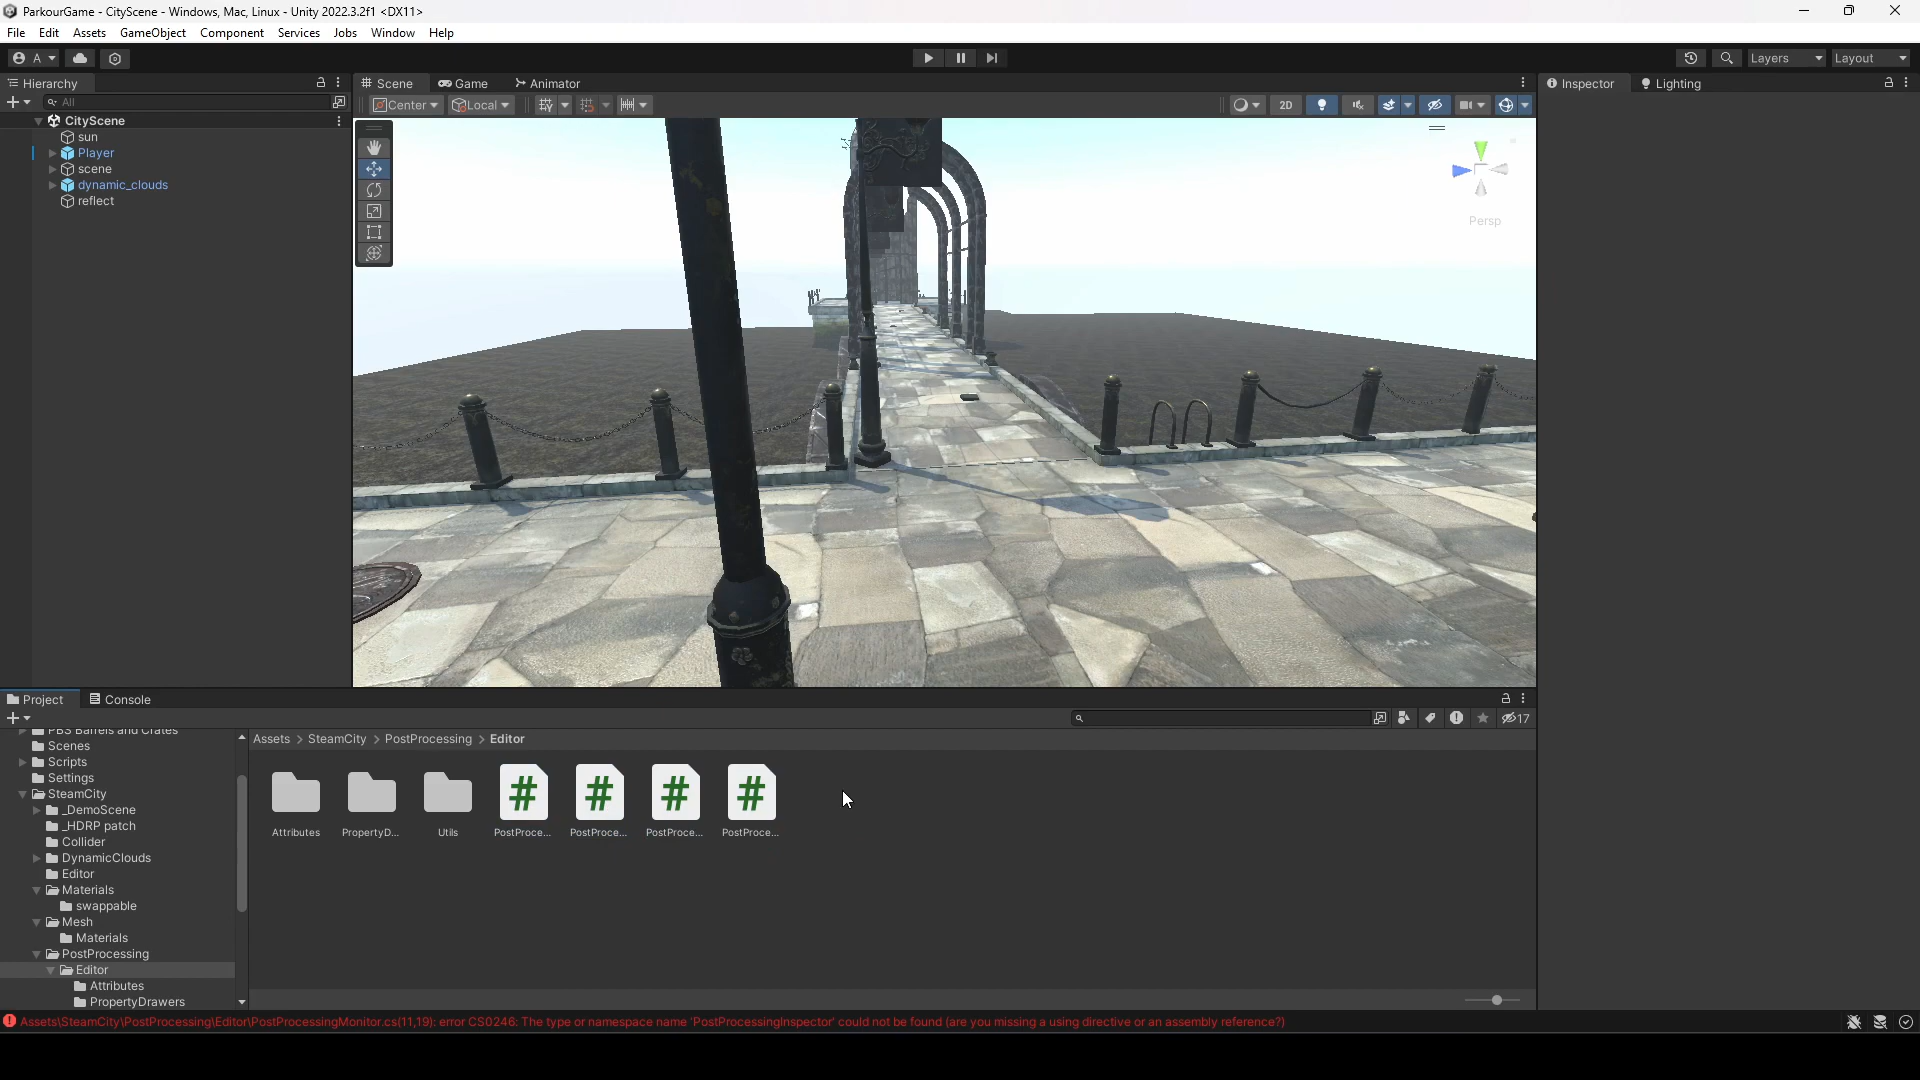 ParkourGame - CityScene - Windows, Mac, Linux - Unity 2022.3.2f1 <DX11>
File Edit Assets GameObject Component Services Jobs Window Help
A Layers Layout
Hierarchy
All
CityScene
sun
Player
scene
dynamic_clouds
reflect
Scene Game Animator
Center Local 2D
Persp
Inspector Lighting
Project Console
17
PBS Barrels and Crates
Scenes
Scripts
Settings
SteamCity
_DemoScene
_HDRP patch
Collider
DynamicClouds
Editor
Materials
swappable
Mesh
Materials
PostProcessing
Editor
Attributes
PropertyDrawers
Assets > SteamCity > PostProcessing > Editor
Attributes PropertyD... Utils PostProce... PostProce... PostProce... PostProce...
Assets\SteamCity\PostProcessing\Editor\PostProcessingMonitor.cs(11,19): error CS0246: The type or namespace name 'PostProcessingInspector' could not be found (are you missing a using directive or an assembly reference?)